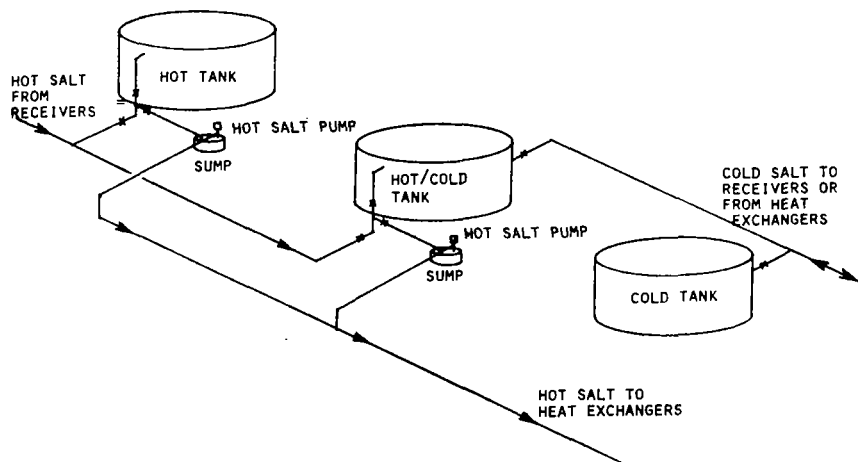 HOT TANK
HOT SALT
FROM
RECEIVERS
HOT SALT PUMP
SUMP
HOT/COLD
TANK
COLD SALT TO
RECEIVERS OR
FROM HEAT
EXCHANGERS
HOT SALT PUMP
SUMP
COLD TANK
HOT SALT TO
HEAT EXCHANGERS